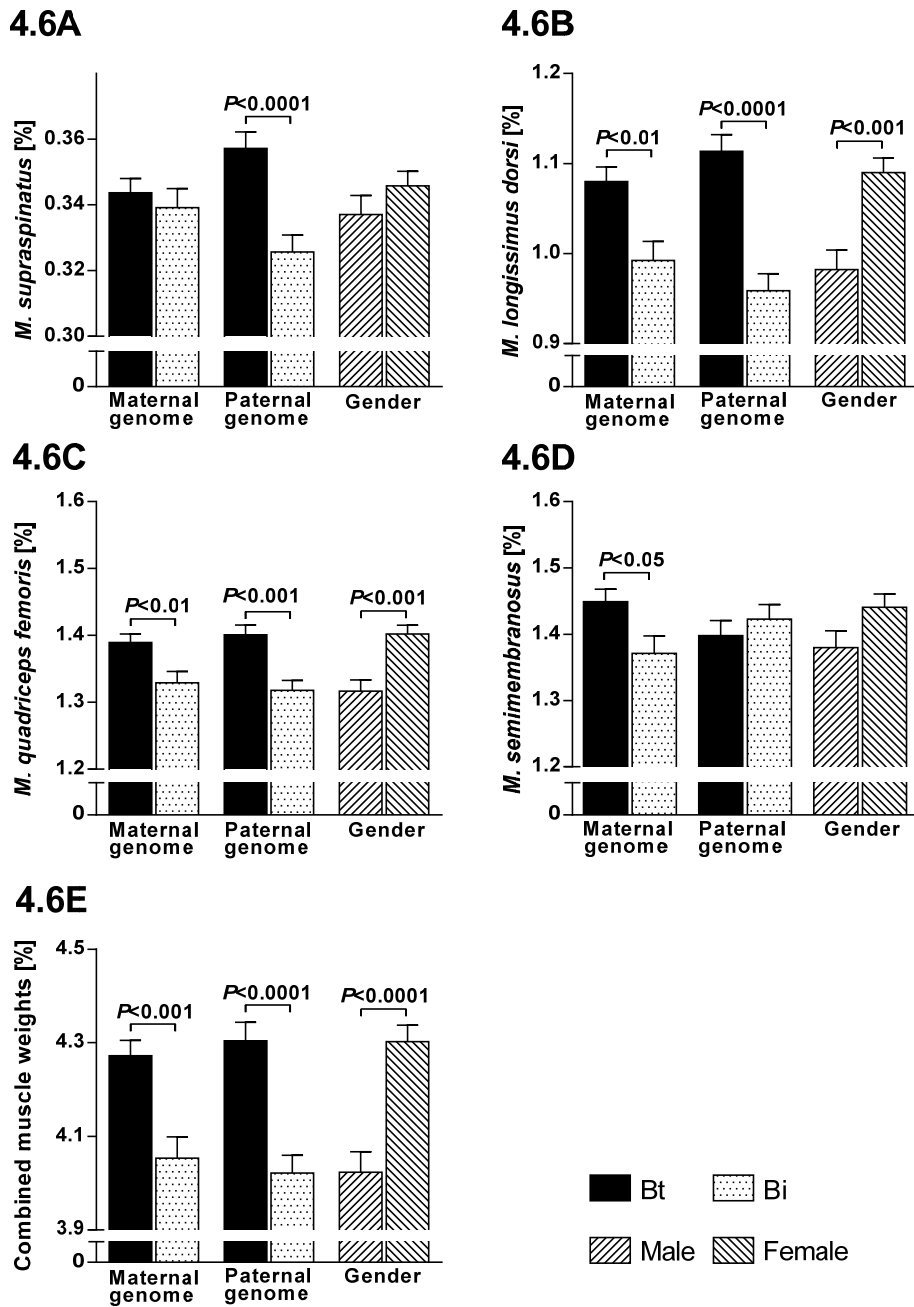 4.6A
M. supraspinatus [%]
0.36
0.34
0.32
0.30
0
P<0.0001
Maternal genome
Paternal genome
Gender
4.6B
M. longissimus dorsi [%]
1.2
1.1
1.0
0.9
0
P<0.01
P<0.0001
P<0.001
Maternal genome
Paternal genome
Gender
4.6C
M. quadriceps femoris [%]
1.6
1.5
1.4
1.3
1.2
0
P<0.01
P<0.001
P<0.001
Maternal genome
Paternal genome
Gender
4.6D
M. semimembranosus [%]
1.6
1.5
1.4
1.3
1.2
0
P<0.05
Maternal genome
Paternal genome
Gender
4.6E
Combined muscle weights [%]
4.5
4.3
4.1
3.9
0
P<0.001
P<0.0001
P<0.0001
Maternal genome
Paternal genome
Gender
Bt
Bi
Male
Female